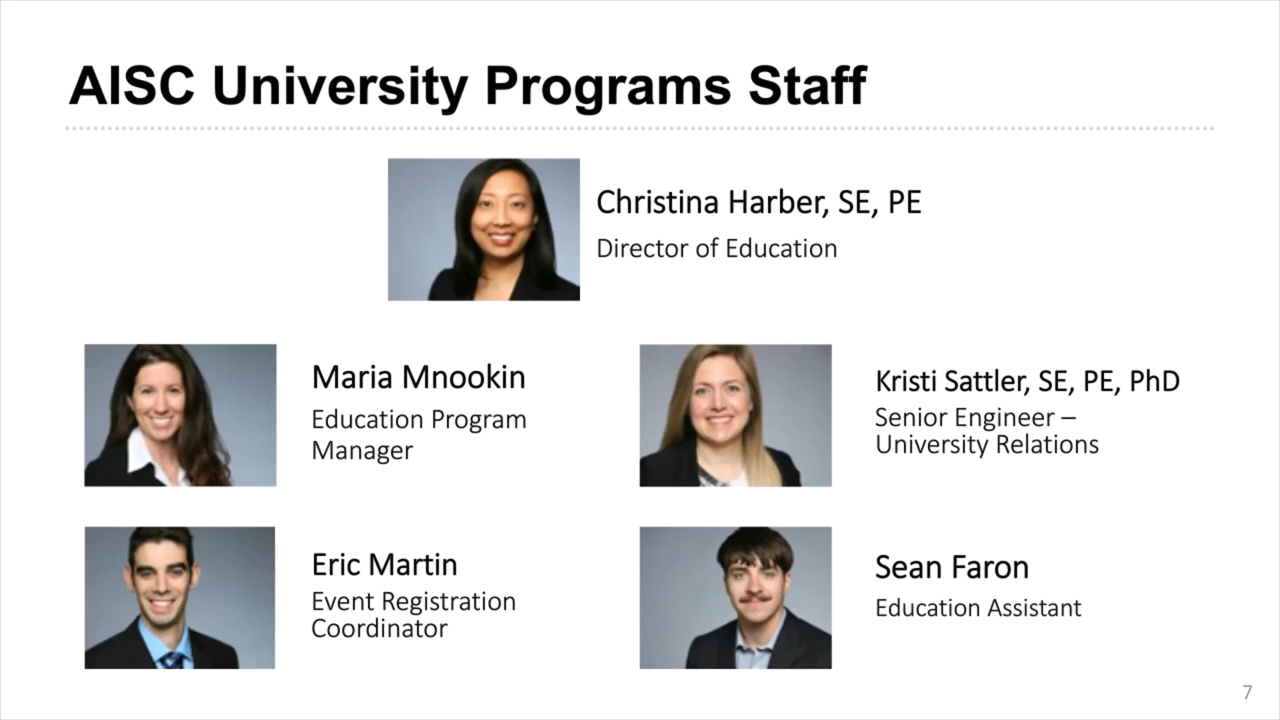 AISC University Programs Staff
Christina Harber, SE, PE
Director of Education
Maria Mnookin
Education Program
Manager
Kristi Sattler, SE, PE, PhD
Senior Engineer –
University Relations
Eric Martin
Event Registration
Coordinator
Sean Faron
Education Assistant
7